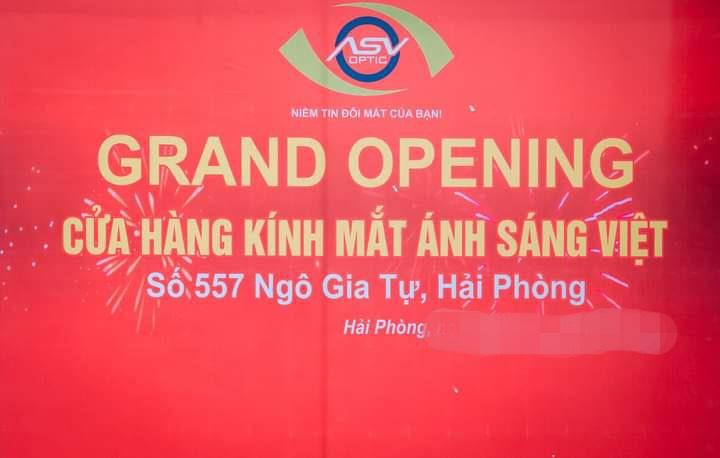 ASV
OPTIC
NIỀM TIN ĐÔI MẮT CỦA BẠN!
GRAND OPENING
CỬA HÀNG KÍNH MẮT ÁNH SÁNG VIỆT
Số 557 Ngô Gia Tự, Hải Phòng
Hải Phòng,